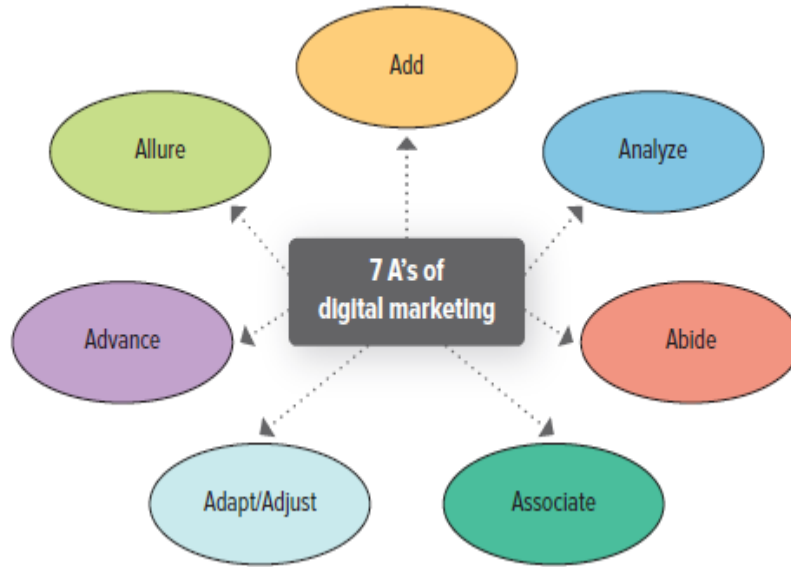 Add
Allure
Analyze
7 A's of
digital marketing
Advance
Abide
Adapt/Adjust
Associate